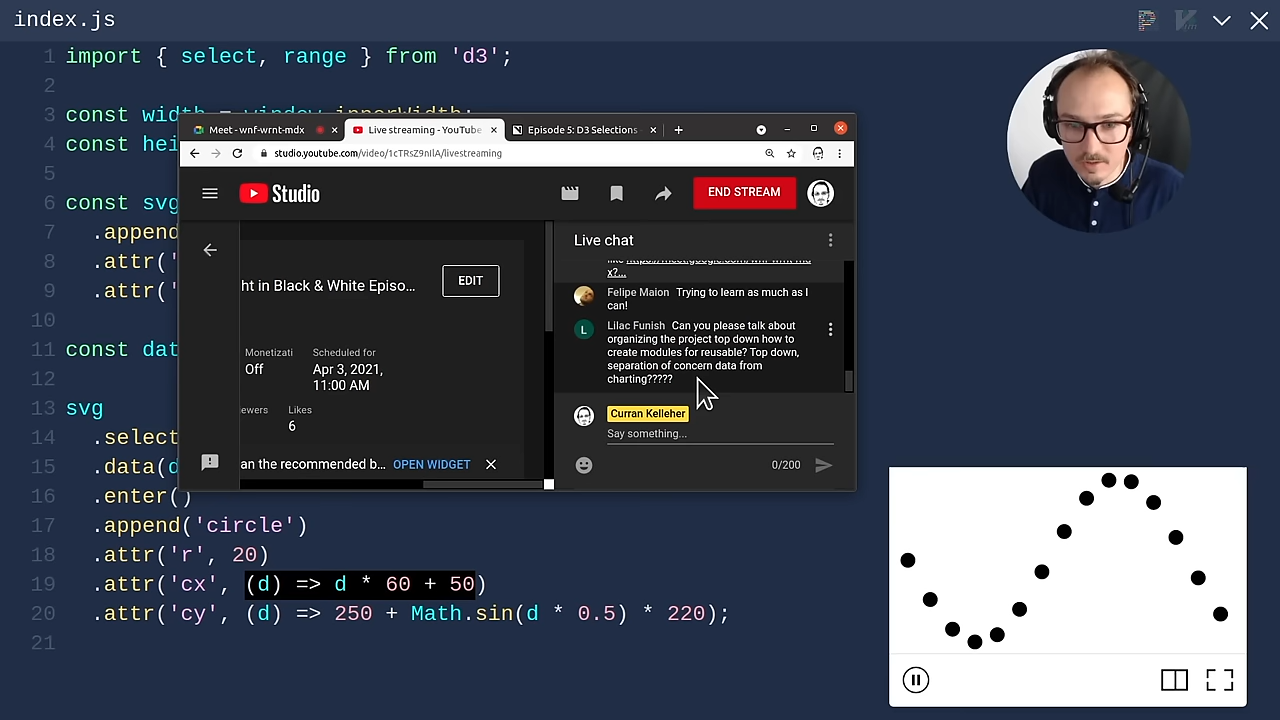 index.js
1 import { select, range } from 'd3';
2
3 const width = window.innerWidth;
4 const hei
5
6 const svg
7 .append
8 .attr('
9 .attr('
10
11 const dat
12
13 svg
14 .select
15 .data(d
16 .enter()
17 .append('circle')
18 .attr('r', 20)
19 .attr('cx', (d) => d * 60 + 50)
20 .attr('cy', (d) => 250 + Math.sin(d * 0.5) * 220);
21
Meet - wnf-wrnt-mdx
Live streaming - YouTube
Episode 5: D3 Selections
studio.youtube.com/video/1cTRsZ9nIlA/livestreaming
Studio
END STREAM
ht in Black & White Episo...
EDIT
Monetizati
Off
Scheduled for
Apr 3, 2021,
11:00 AM
ewers
Likes
6
an the recommended b...
OPEN WIDGET
Live chat
x?...
Felipe Maion Trying to learn as much as I
can!
L
Lilac Funish Can you please talk about
organizing the project top down how to
create modules for reusable? Top down,
separation of concern data from
charting?????
Curran Kelleher
Say something...
0/200